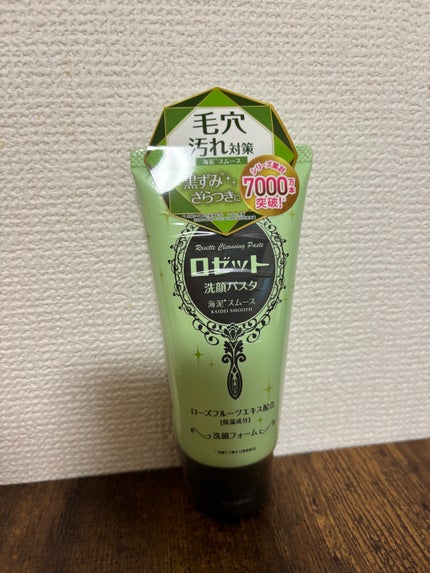 毛穴
汚れ対策
海泥*スムース
黒ずみ
ざらつきに
シリーズ累計
7000万本
突破!
Rosette Cleansing Paste
ロゼット
洗顔パスタ
海泥*スムース
KAIDEI SMOOTH
ローズフルーツエキス配合
[保湿成分]
洗顔フォーム